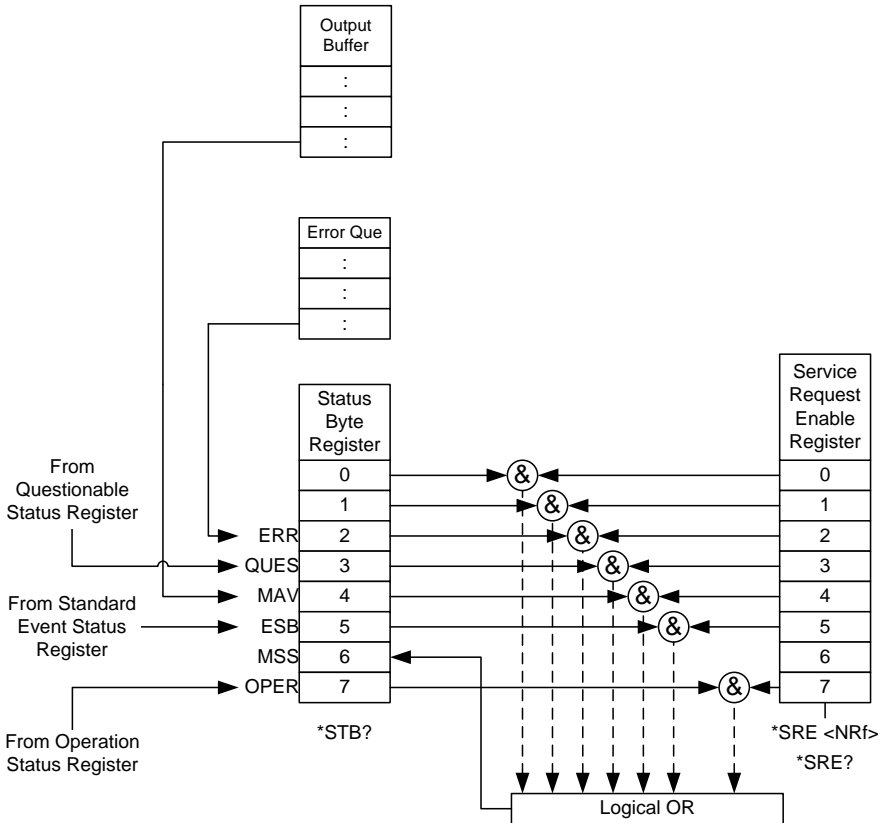 Output
Buffer
:
:
:
Error Que
:
:
:
Status
Byte
Register
0
1
2
3
4
5
6
7
*STB?
From
Questionable
Status Register
From Standard
Event Status
Register
From Operation
Status Register
ERR
QUES
MAV
ESB
MSS
OPER
&
&
&
&
&
&
&
Service
Request
Enable
Register
0
1
2
3
4
5
6
7
*SRE <NRf>
*SRE?
Logical OR